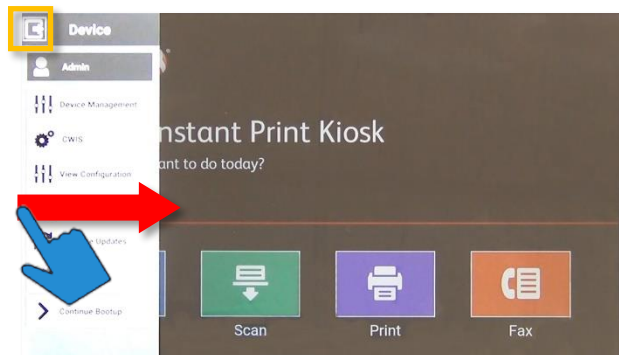 Device
Admin
Device Management
CWIS
View Configuration
Updates
Continue Bootup
nstant Print Kiosk
ant to do today?
Scan
Print
Fax